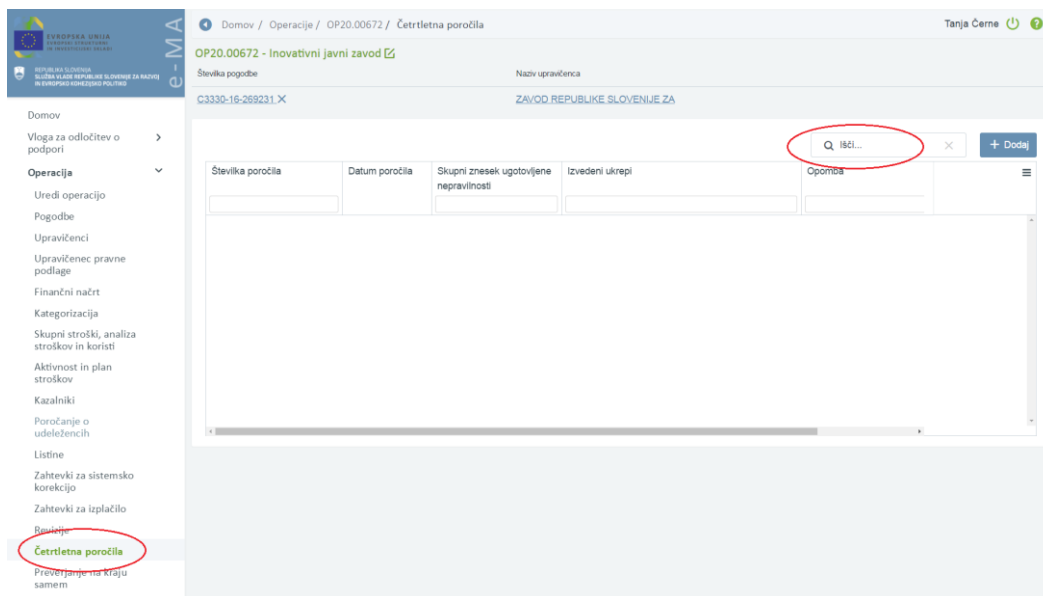 EVROPSKA UNIJA
EVROPSKI STRUKTURNI
IN INVESTICIJSKI SKLADI
REPUBLIKA SLOVENIJA
SLUŽBA VLADE REPUBLIKE SLOVENIJE ZA RAZVOJ
IN EVROPSKO KOHEZIJSKO POLITIKO
e-MA
Domov / Operacije / OP20.00672 / Četrtletna poročila
Tanja Černe
OP20.00672 - Inovativni javni zavod
Številka pogodbe
Naziv upravičenca
C3330-16-269231
ZAVOD REPUBLIKE SLOVENIJE ZA
Išči...
+ Dodaj
Številka poročila
Datum poročila
Skupni znesek ugotovljene
nepravilnosti
Izvedeni ukrepi
Opomba
Domov
Vloga za odločitev o
podpori
Operacija
Uredi operacijo
Pogodbe
Upravičenci
Upravičenec pravne
podlage
Finančni načrt
Kategorizacija
Skupni stroški, analiza
stroškov in koristi
Aktivnost in plan
stroškov
Kazalniki
Poročanje o
udeležencih
Listine
Zahtevki za sistemsko
korekcijo
Zahtevki za izplačilo
Revizije
Četrtletna poročila
Preverjanje na kraju
samem